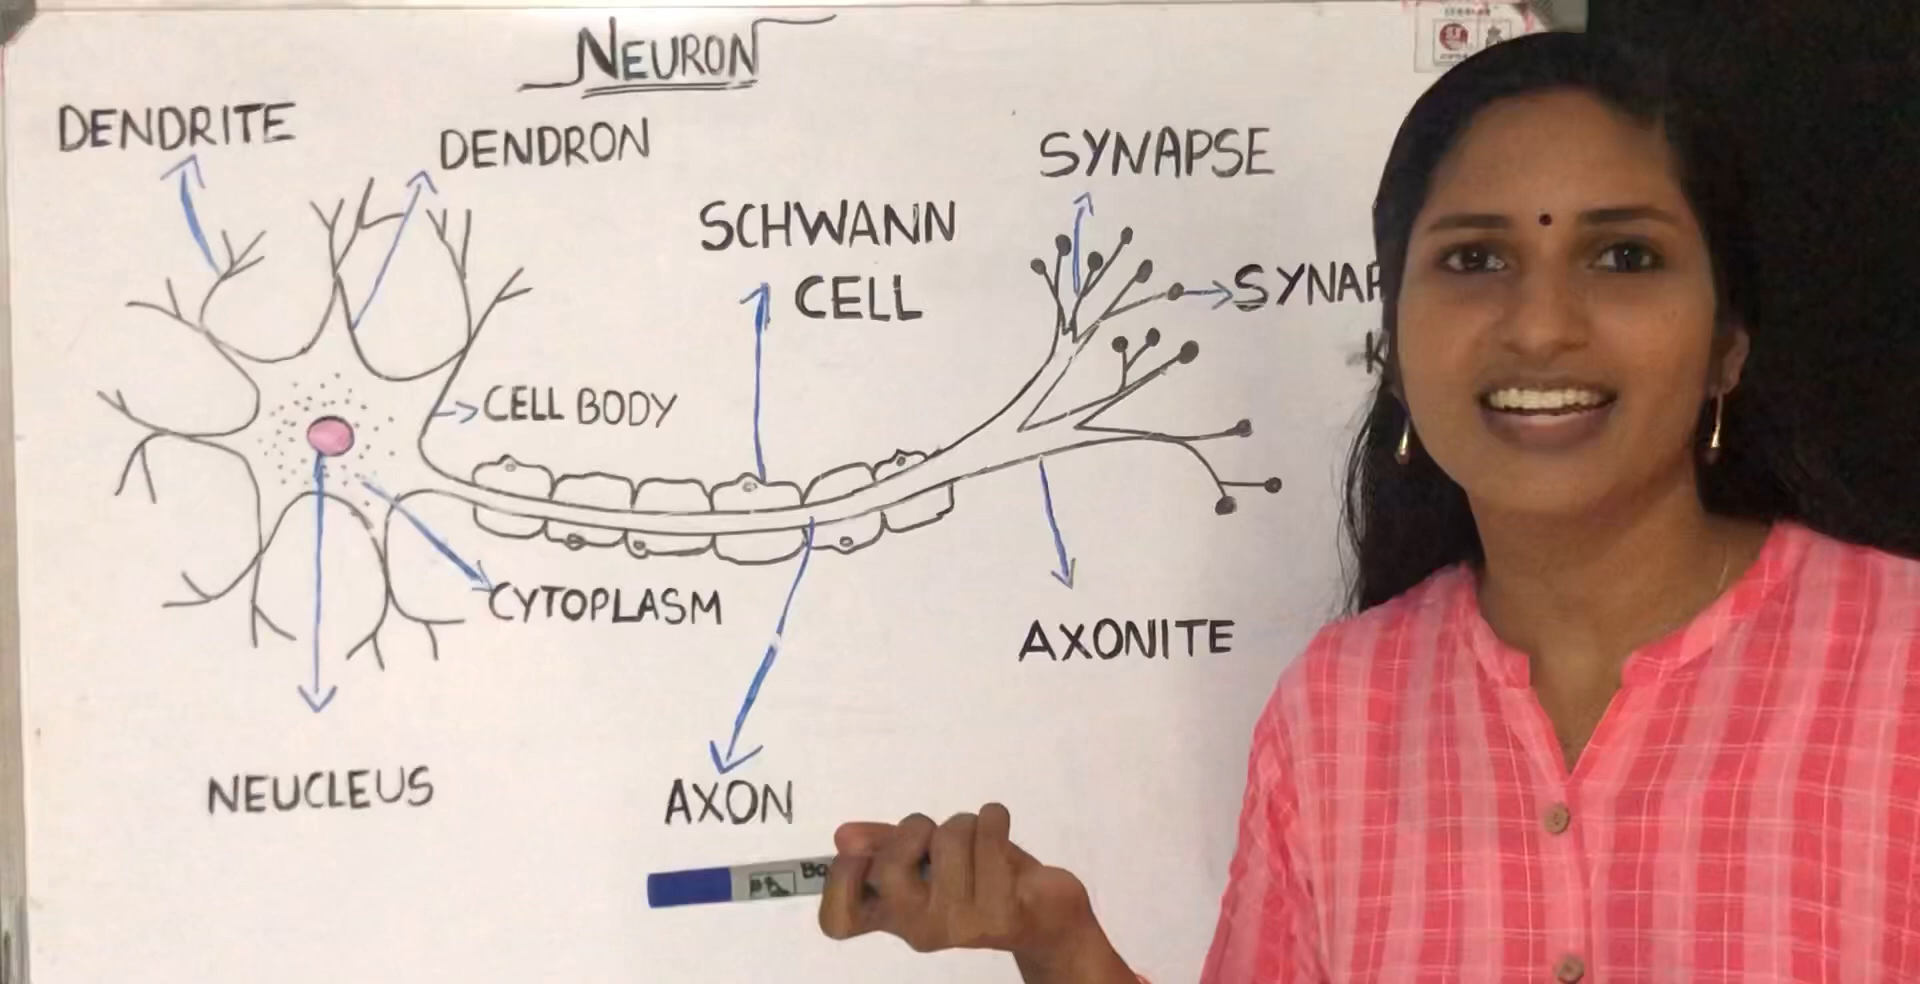 NEURON
DENDRITE
DENDRON
SYNAPSE
SCHWANN
CELL
CELL BODY
CYTOPLASM
AXONITE
NEUCLEUS
AXON